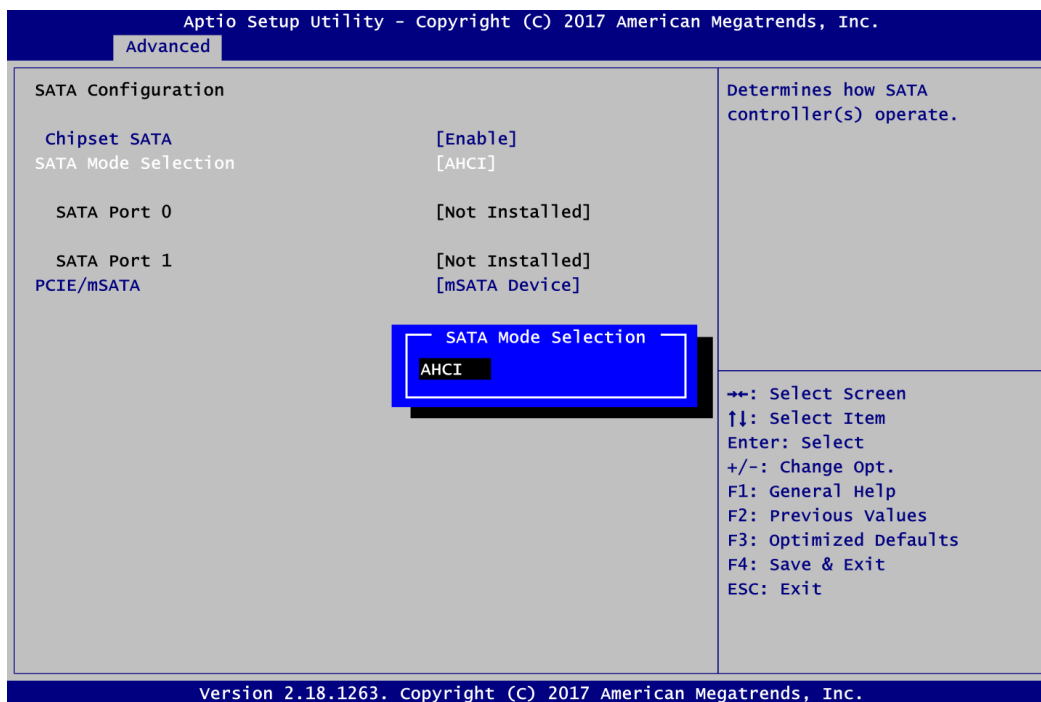 Aptio Setup Utility – Copyright (C) 2017 American Megatrends, Inc.
Advanced
SATA Configuration
Chipset SATA [Enable]
SATA Mode Selection [AHCI]
SATA Port 0 [Not Installed]
SATA Port 1 [Not Installed]
PCIE/mSATA [mSATA Device]
SATA Mode Selection
AHCI
Determines how SATA
controller(s) operate.
→←: Select Screen
↑↓: Select Item
Enter: Select
+/-: Change Opt.
F1: General Help
F2: Previous Values
F3: Optimized Defaults
F4: Save & Exit
ESC: Exit
Version 2.18.1263. Copyright (C) 2017 American Megatrends, Inc.